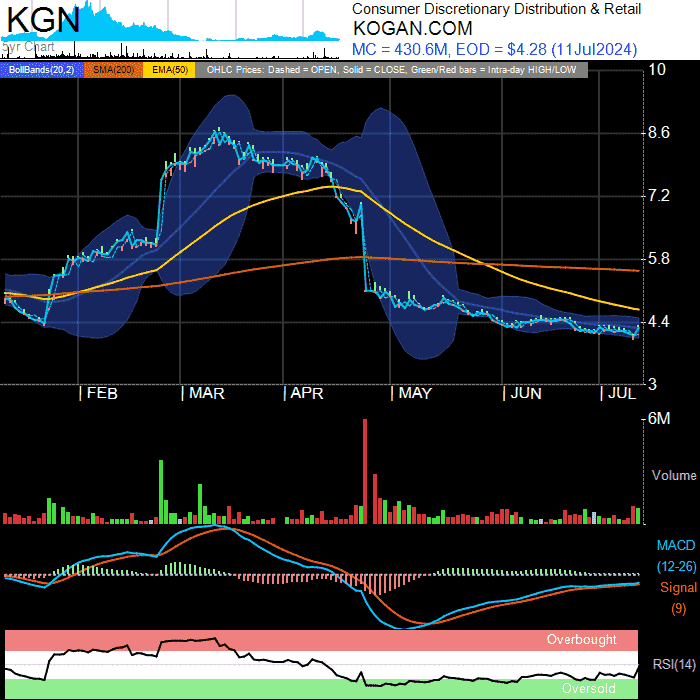 KGN
Consumer Discretionary Distribution & Retail
KOGAN.COM
MC = 430.6M, EOD = $4.28 (11Jul2024)
5yr Chart
BollBands(20,2) SMA(200) EMA(50) OHLC Prices: Dashed = OPEN, Solid = CLOSE, Green/Red bars = Intra-day HIGH/LOW
10
8.6
7.2
5.8
4.4
3
| FEB | MAR | APR | MAY | JUN | JUL
6M
Volume
MACD
(12-26)
Signal
(9)
Overbought
RSI(14)
Oversold